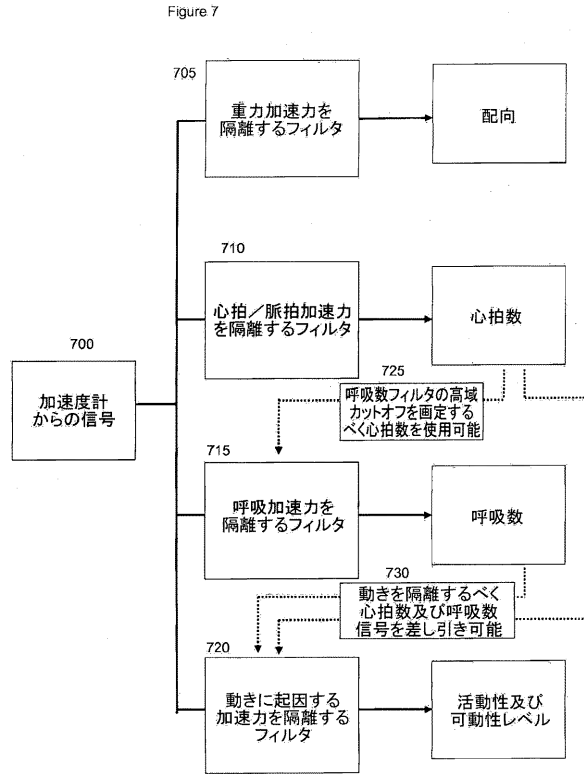 Figure 7
705
重力加速力を
隔離するフィルタ
配向
710
心拍／脈拍加速力
を隔離するフィルタ
心拍数
700
加速度計
からの信号
725
呼吸数フィルタの高域
カットオフを画定する
べく心拍数を使用可能
715
呼吸加速力を
隔離するフィルタ
呼吸数
730
動きを隔離するべく
心拍数及び呼吸数
信号を差し引き可能
720
動きに起因する
加速力を隔離する
フィルタ
活動性及び
可動性レベル